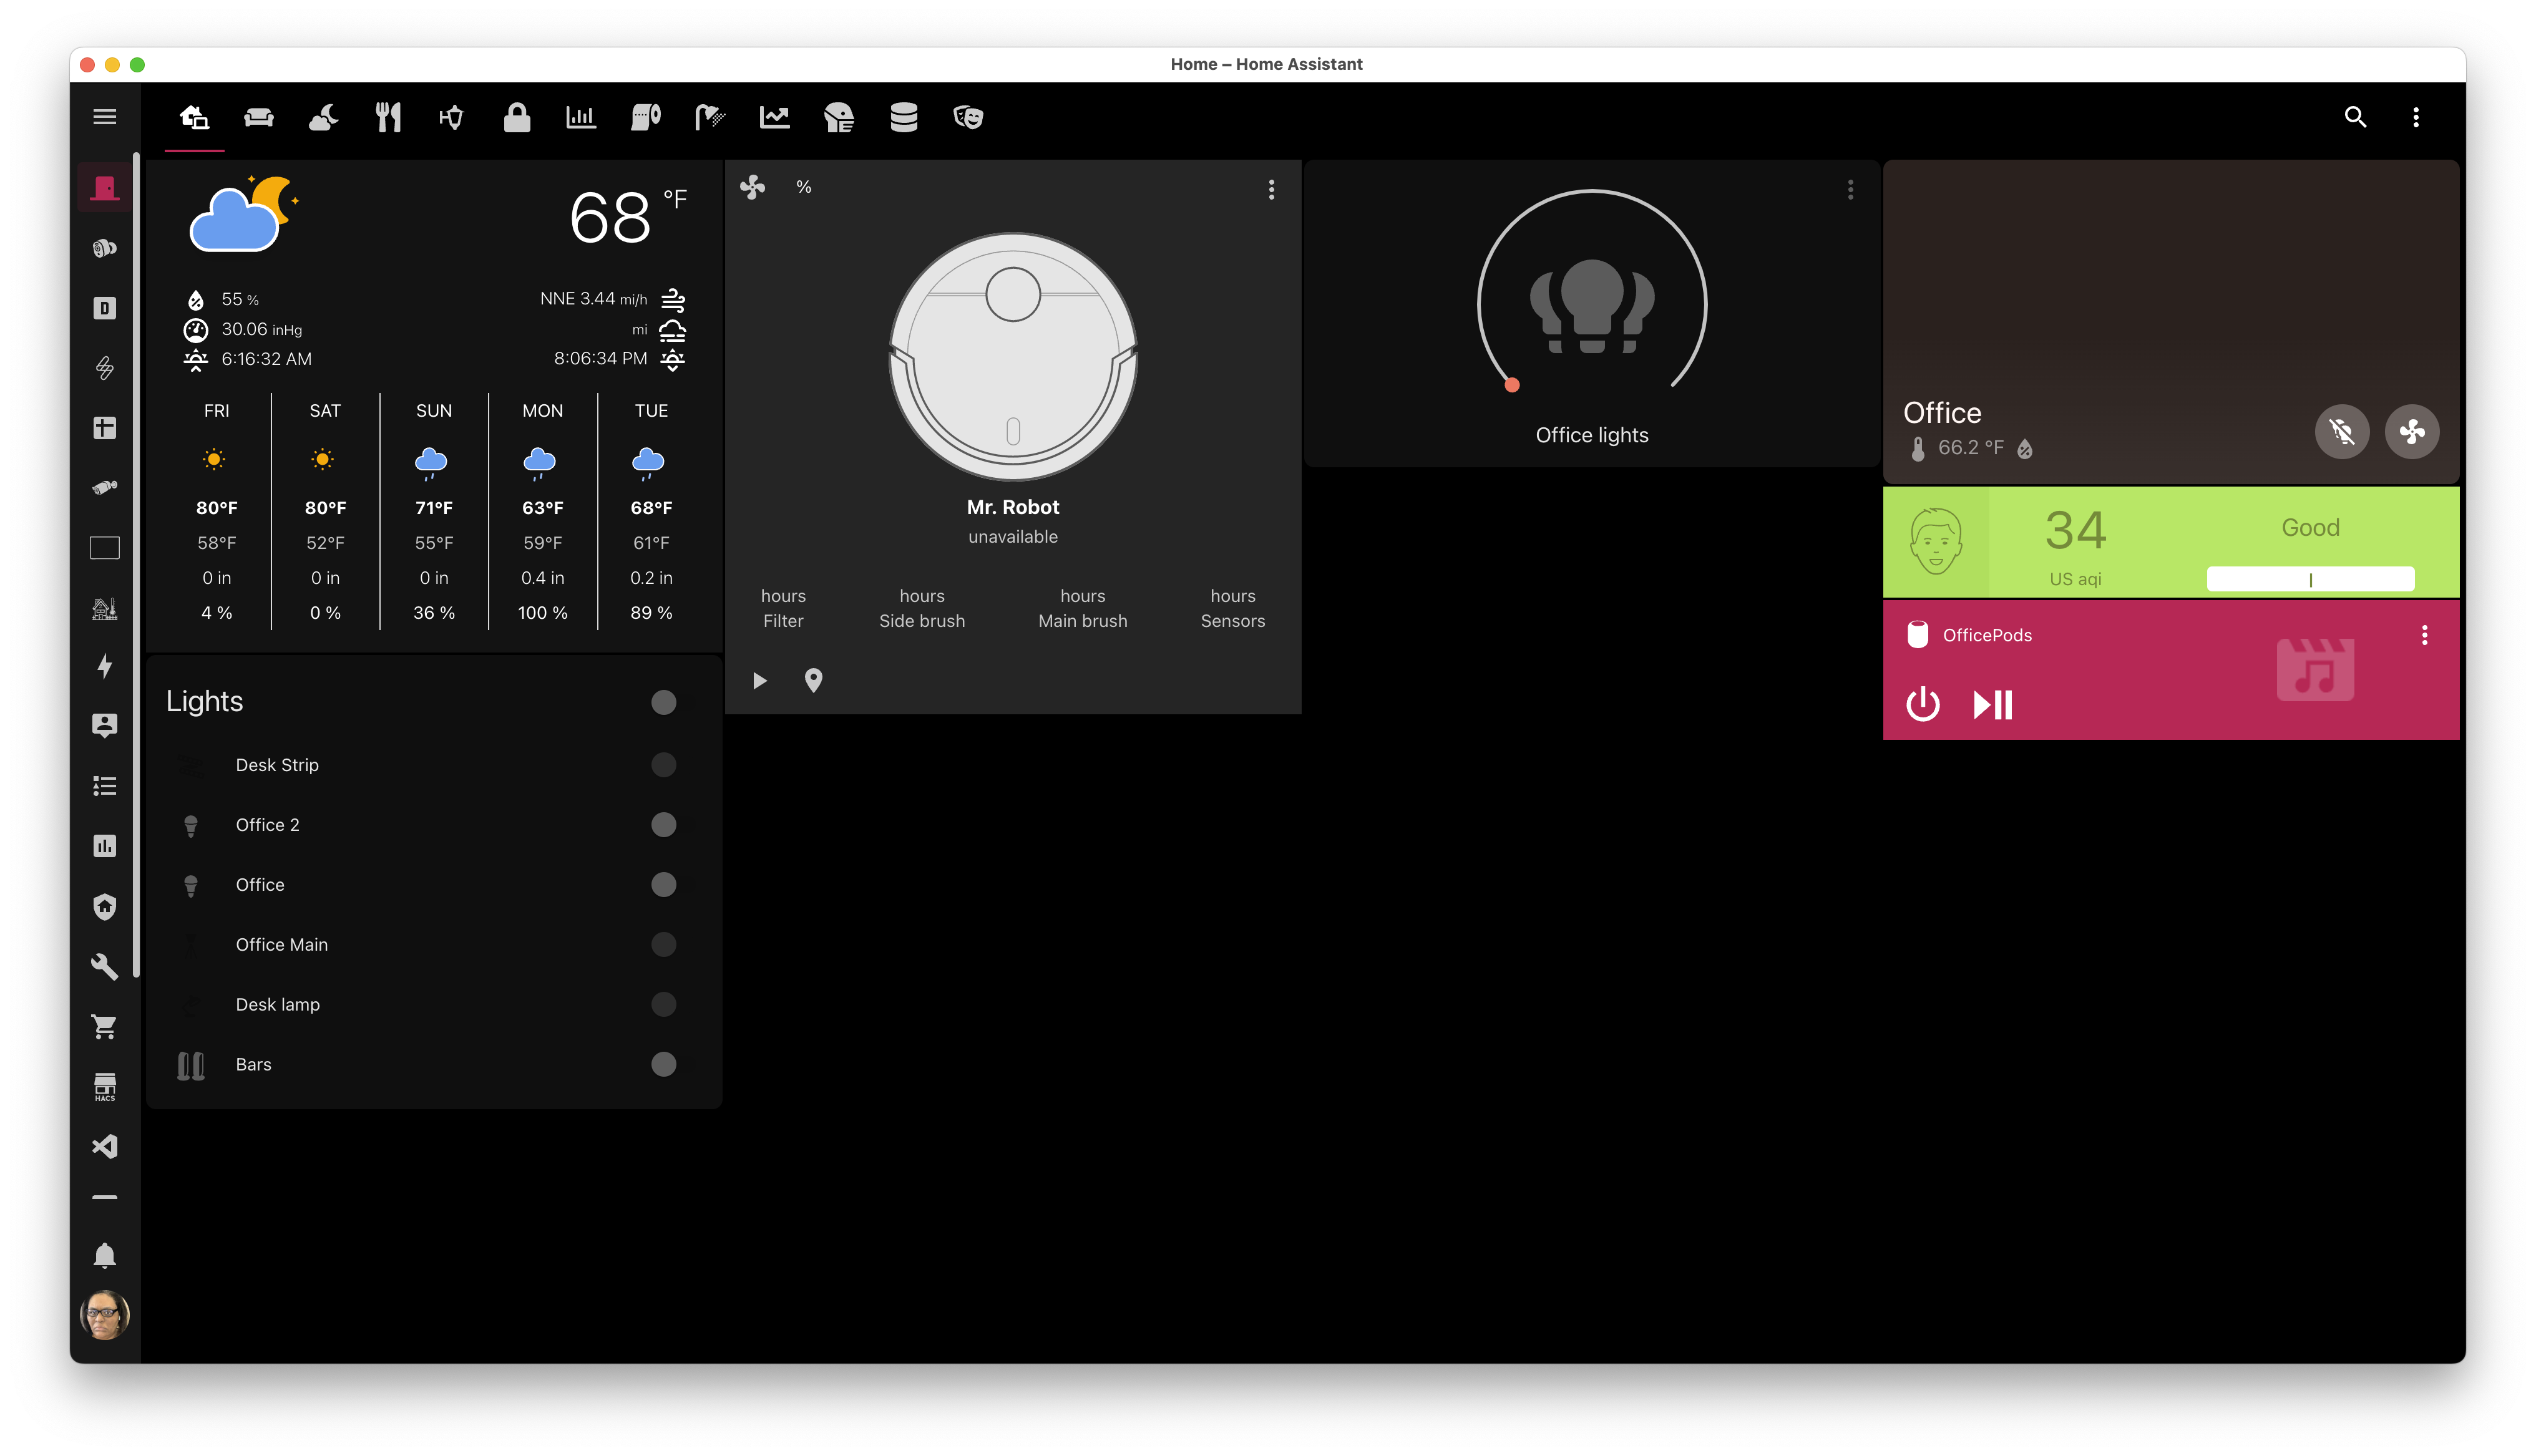 Home – Home Assistant
D
HACS
68 °F
55 %
NNE 3.44 mi/h
30.06 inHg
mi
6:16:32 AM
8:06:34 PM
FRI SAT SUN MON TUE
80°F 80°F 71°F 63°F 68°F
58°F 52°F 55°F 59°F 61°F
0 in 0 in 0 in 0.4 in 0.2 in
4 % 0 % 36 % 100 % 89 %
Lights
Desk Strip
Office 2
Office
Office Main
Desk lamp
Bars
%
Mr. Robot
unavailable
hours hours hours hours
Filter Side brush Main brush Sensors
Office lights
Office
66.2 °F
34
US aqi
Good
OfficePods